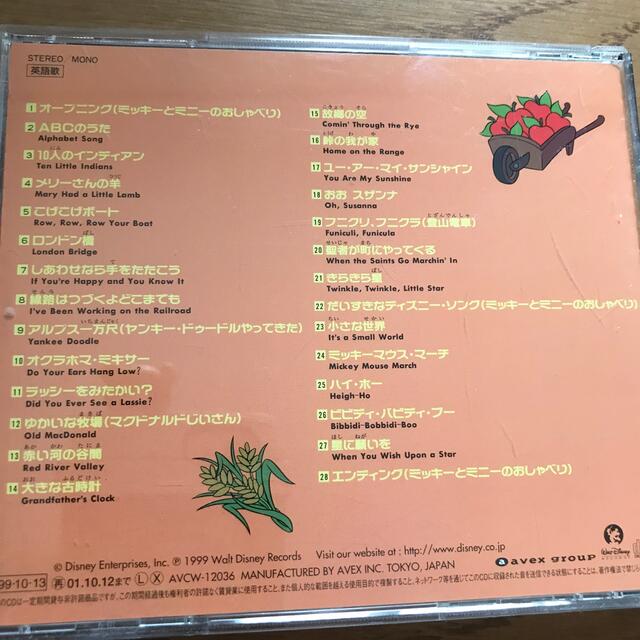 STEREO/MONO
英語歌
1 オープニング(ミッキーとミニーのおしゃべり)
2 ABCのうた
Alphabet Song
3 10人のインディアン
Ten Little Indians
4 メリーさんの羊
Mary Had a Little Lamb
5 こげこげボート
Row, Row, Row Your Boat
6 ロンドン橋
London Bridge
7 しあわせなら手をたたこう
If You're Happy and You Know It
8 線路はつづくよどこまでも
I've Been Working on the Railroad
9 アルプス一万尺(ヤンキー・ドゥードルやってきた)
Yankee Doodle
10 オクラホマ・ミキサー
Do Your Ears Hang Low?
11 ラッシーをみたかい?
Did You Ever See a Lassie?
12 ゆかいな牧場(マクドナルドじいさん)
Old MacDonald
13 赤い河の谷間
Red River Valley
14 大きな古時計
Grandfather's Clock
15 故郷の空
Comin' Through the Rye
16 峠の我が家
Home on the Range
17 ユー・アー・マイ・サンシャイン
You Are My Sunshine
18 おお スザンナ
Oh, Susanna
19 フニクリ、フニクラ(登山電車)
Funiculi, Funicula
20 聖者が町にやってくる
When the Saints Go Marchin' In
21 きらきら星
Twinkle, Twinkle, Little Star
22 だいすきなディズニー・ソング(ミッキーとミニーのおしゃべり)
23 小さな世界
It's a Small World
24 ミッキーマウス・マーチ
Mickey Mouse March
25 ハイ・ホー
Heigh-Ho
26 ビビディ・バビディ・ブー
Bibbidi-Bobbidi-Boo
27 星に願いを
When You Wish Upon a Star
28 エンディング(ミッキーとミニーのおしゃべり)
© Disney Enterprises, Inc. Ⓟ 1999 Walt Disney Records Visit our website at : http://www.disney.co.jp
avex group
Walt Disney RECORDS
99・10・13 再 01.10.12まで Ⓛ Ⓧ AVCW-12036 MANUFACTURED BY AVEX INC. TOKYO, JAPAN